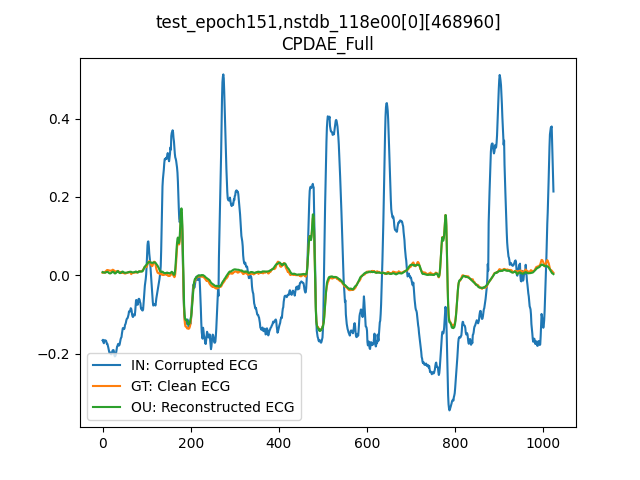 test_epoch151,nstdb_118e00[0][468960]
CPDAE_Full
0.4
0.2
0.0
−0.2
IN: Corrupted ECG
GT: Clean ECG
OU: Reconstructed ECG
0 200 400 600 800 1000